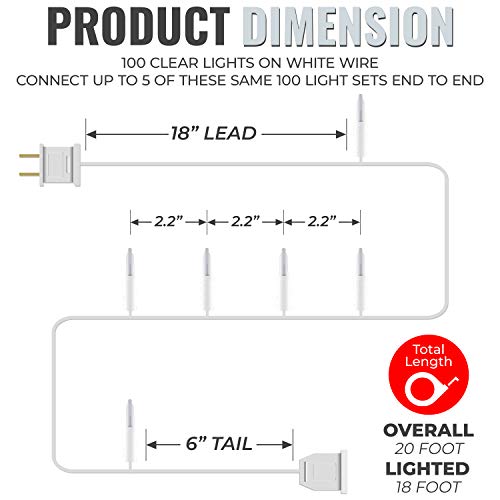 PRODUCT DIMENSION
100 CLEAR LIGHTS ON WHITE WIRE
CONNECT UP TO 5 OF THESE SAME 100 LIGHT SETS END TO END
18” LEAD
2.2” 2.2” 2.2”
Total
Length
6” TAIL
OVERALL
20 FOOT
LIGHTED
18 FOOT